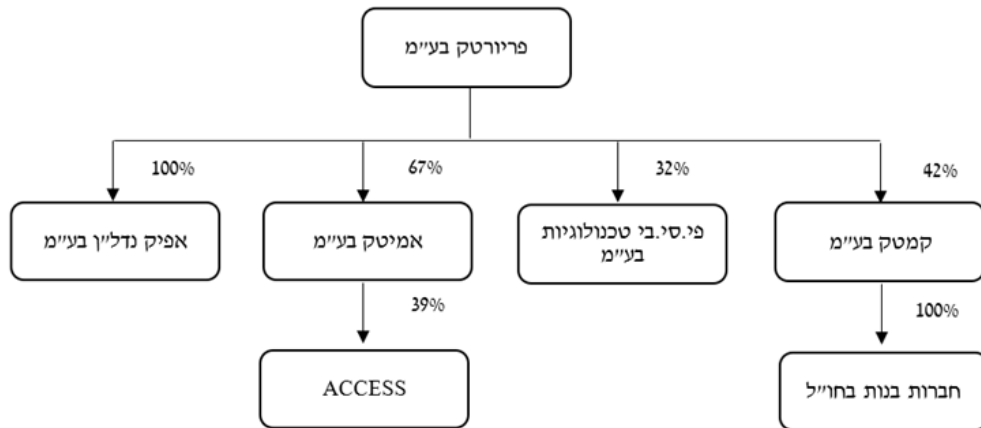 פריורטק בע"מ
100%
67%
32%
42%
אפיק נדל"ן בע"מ
אמיטק בע"מ
פי.סי.בי טכנולוגיות
בע"מ
קמטק בע"מ
39%
100%
ACCESS
חברות בנות בחו"ל